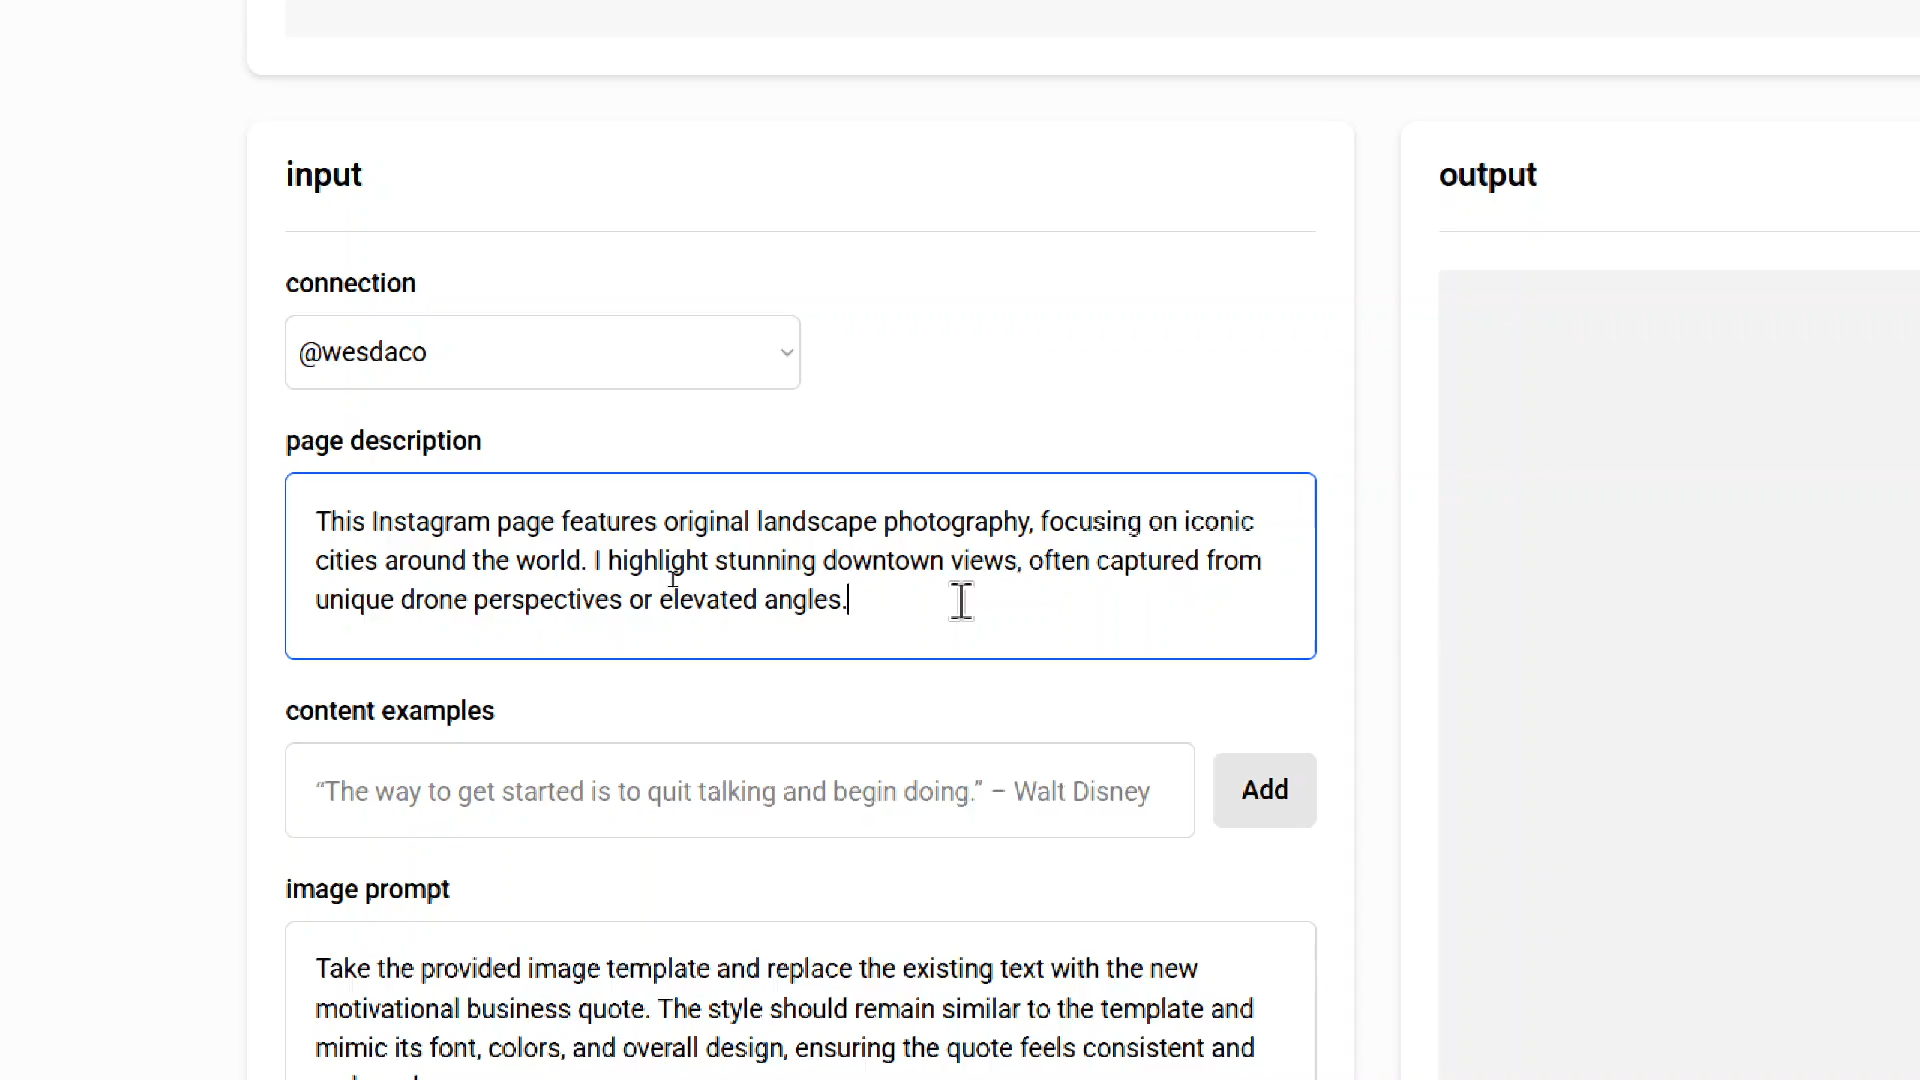 input
output
connection
@wesdaco
page description
This Instagram page features original landscape photography, focusing on iconic
cities around the world. I highlight stunning downtown views, often captured from
unique drone perspectives or elevated angles.
content examples
“The way to get started is to quit talking and begin doing.” – Walt Disney
Add
image prompt
Take the provided image template and replace the existing text with the new
motivational business quote. The style should remain similar to the template and
mimic its font, colors, and overall design, ensuring the quote feels consistent and